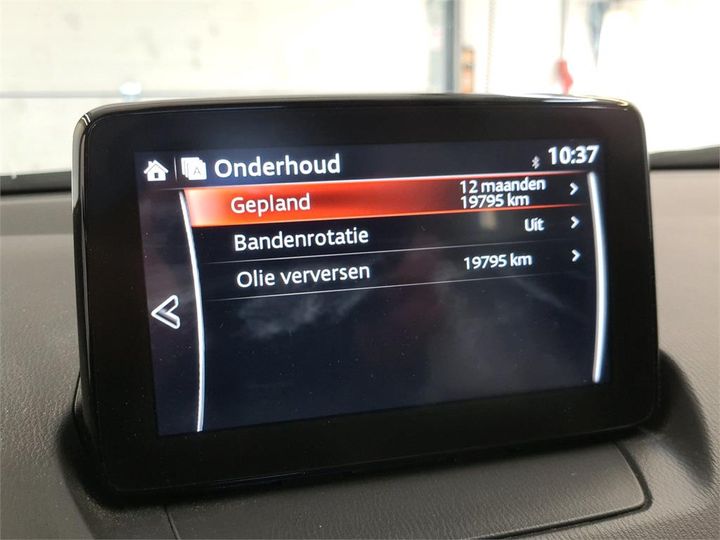 A Onderhoud 10:37
Gepland 12 maanden
19795 km
Bandenrotatie Uit
Olie verversen 19795 km